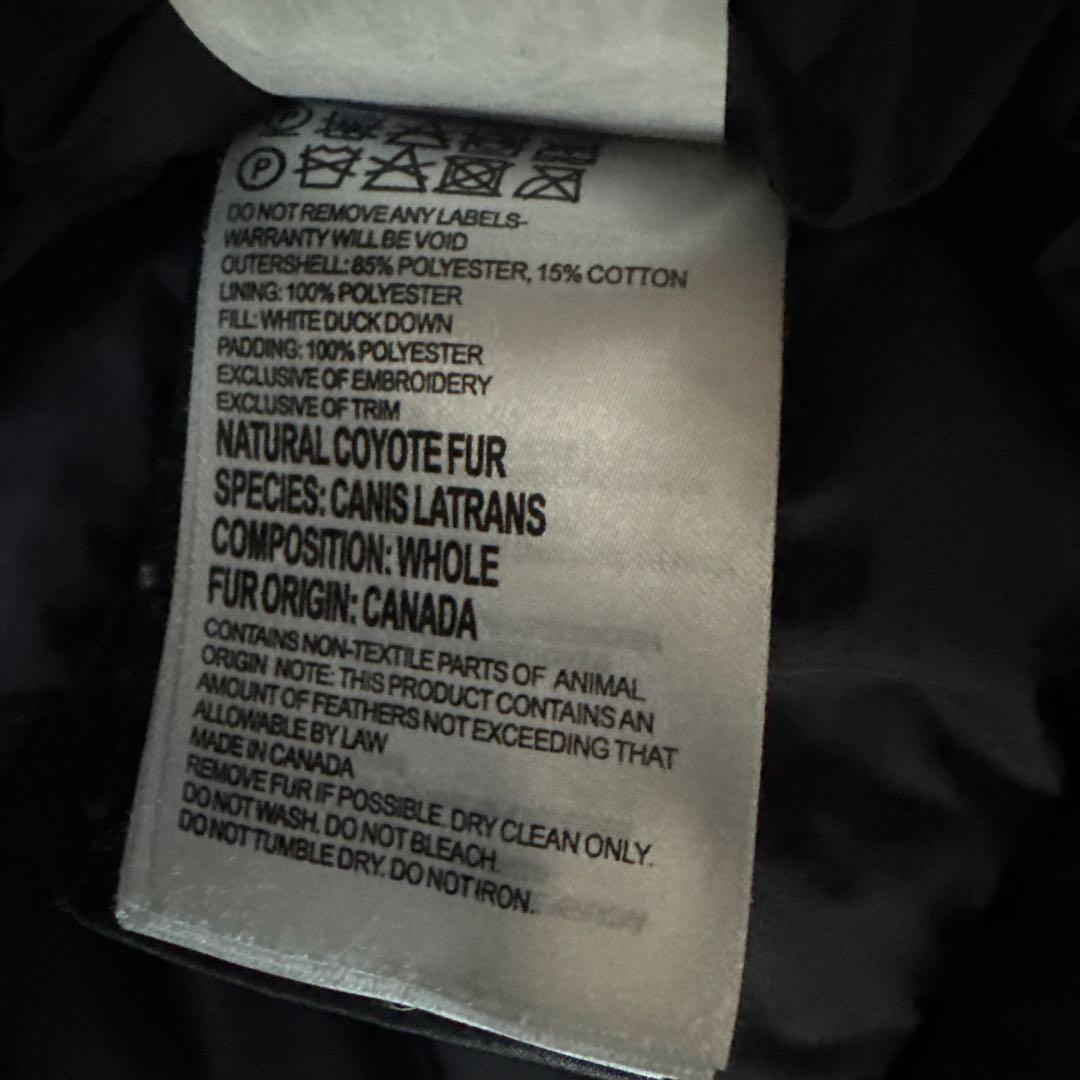 P
DO NOT REMOVE ANY LABELS-
WARRANTY WILL BE VOID
OUTERSHELL: 85% POLYESTER, 15% COTTON
LINING: 100% POLYESTER
FILL: WHITE DUCK DOWN
PADDING: 100% POLYESTER
EXCLUSIVE OF EMBROIDERY
EXCLUSIVE OF TRIM
NATURAL COYOTE FUR
SPECIES: CANIS LATRANS
COMPOSITION: WHOLE
FUR ORIGIN: CANADA
CONTAINS NON-TEXTILE PARTS OF ANIMAL
ORIGIN NOTE: THIS PRODUCT CONTAINS AN
AMOUNT OF FEATHERS NOT EXCEEDING THAT
ALLOWABLE BY LAW
MADE IN CANADA
REMOVE FUR IF POSSIBLE. DRY CLEAN ONLY.
DO NOT WASH. DO NOT BLEACH.
DO NOT TUMBLE DRY. DO NOT IRON.